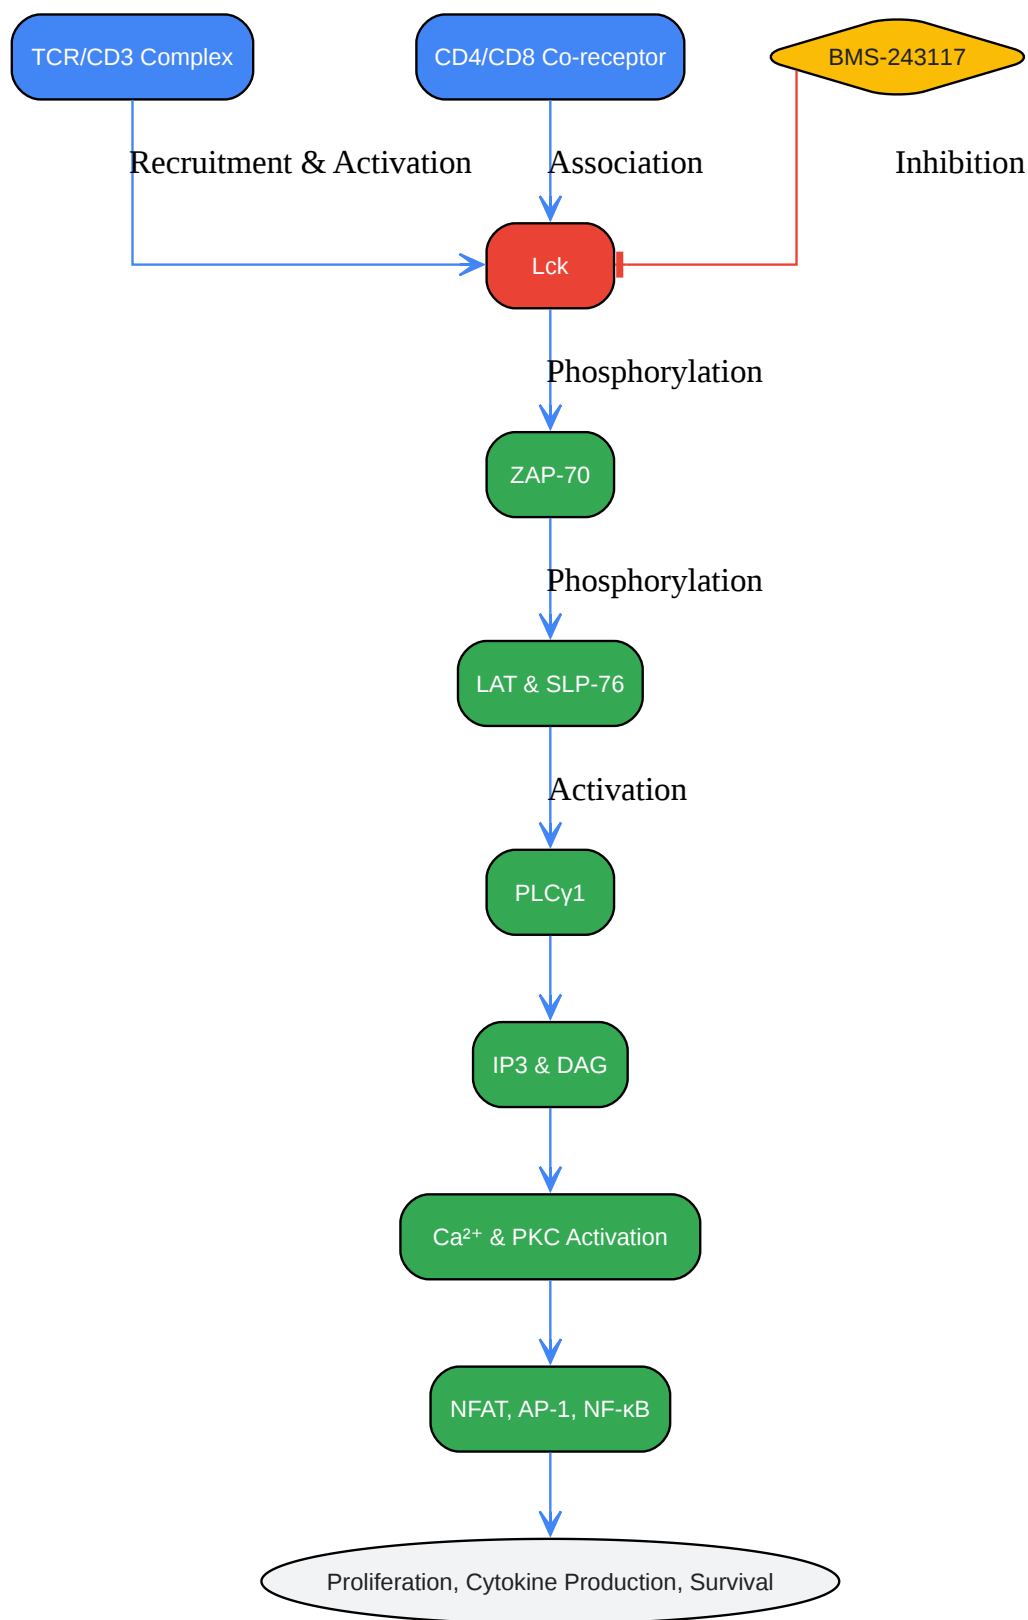 TCR/CD3 Complex
CD4/CD8 Co-receptor
BMS-243117
Recruitment & Activation
Association
Inhibition
Lck
Phosphorylation
ZAP-70
Phosphorylation
LAT & SLP-76
Activation
PLCγ1
IP3 & DAG
Ca²⁺ & PKC Activation
NFAT, AP-1, NF-κB
Proliferation, Cytokine Production, Survival